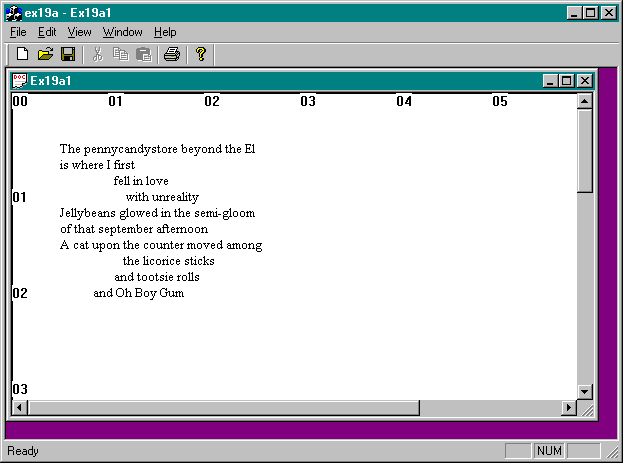 ex19a - Ex19a1
File Edit View Window Help
DOC Ex19a1
00 01 02 03 04 05
The pennycandystore beyond the El
is where I first
fell in love
01 with unreality
Jellybeans glowed in the semi-gloom
of that september afternoon
A cat upon the counter moved among
the licorice sticks
and tootsie rolls
02 and Oh Boy Gum
03
Ready NUM